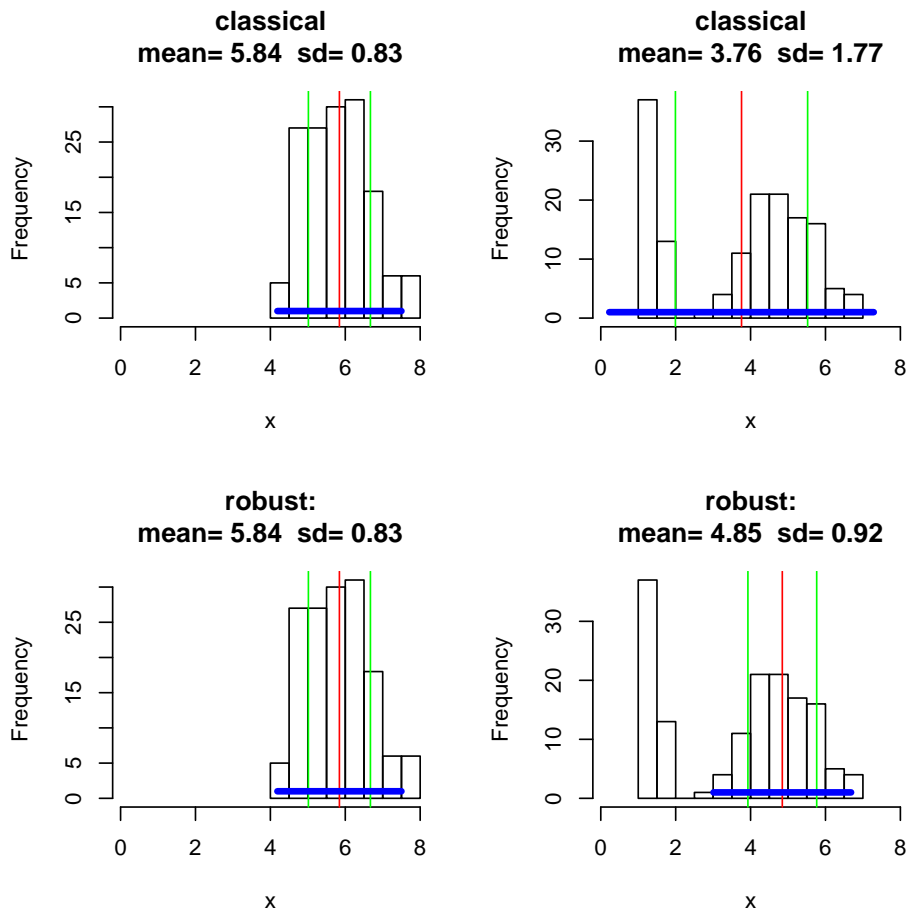 classical
mean= 5.84  sd= 0.83
Frequency
0
5
15
25
0
2
4
6
8
x
classical
mean= 3.76  sd= 1.77
Frequency
0
10
20
30
0
2
4
6
8
x
robust:
mean= 5.84  sd= 0.83
Frequency
0
5
15
25
0
2
4
6
8
x
robust:
mean= 4.85  sd= 0.92
Frequency
0
10
20
30
0
2
4
6
8
x